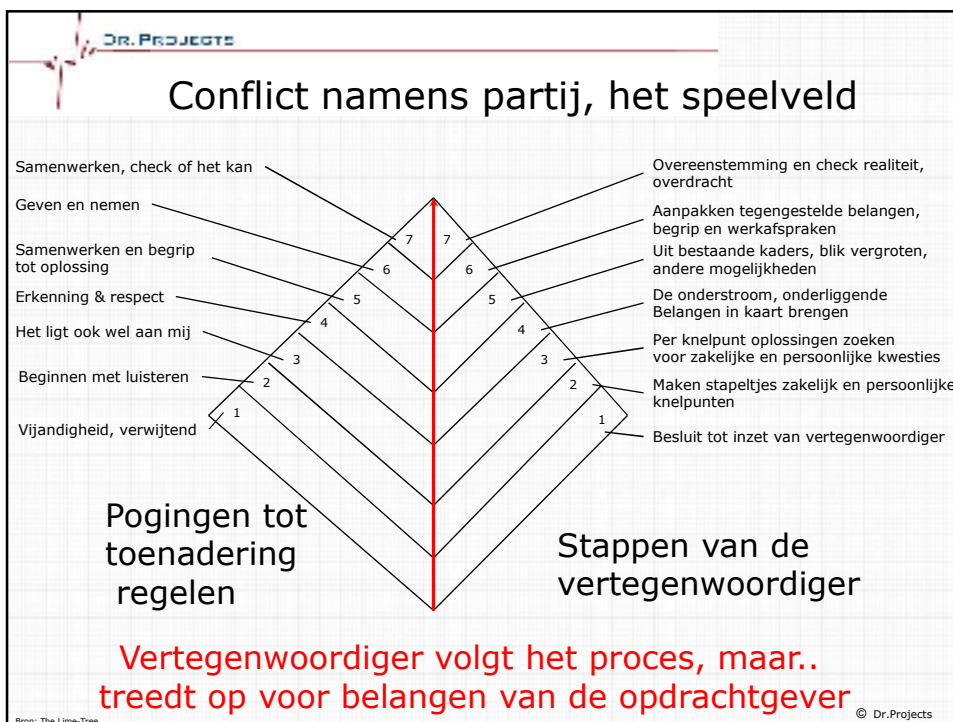 DR. PROJECTS
Conflict namens partij, het speelveld
Samenwerken, check of het kan
Geven en nemen
Samenwerken en begrip
tot oplossing
Erkenning & respect
Het ligt ook wel aan mij
Beginnen met luisteren
Vijandigheid, verwijtend
7
6
5
4
3
2
1
7
6
5
4
3
2
1
Overeenstemming en check realiteit,
overdracht
Aanpakken tegengestelde belangen,
begrip en werkafspraken
Uit bestaande kaders, blik vergroten,
andere mogelijkheden
De onderstroom, onderliggende
Belangen in kaart brengen
Per knelpunt oplossingen zoeken
voor zakelijke en persoonlijke kwesties
Maken stapeltjes zakelijk en persoonlijke
knelpunten
Besluit tot inzet van vertegenwoordiger
Pogingen tot
toenadering
regelen
Stappen van de
vertegenwoordiger
Vertegenwoordiger volgt het proces, maar..
treedt op voor belangen van de opdrachtgever
Bron: The Lime-Tree
© Dr.Projects